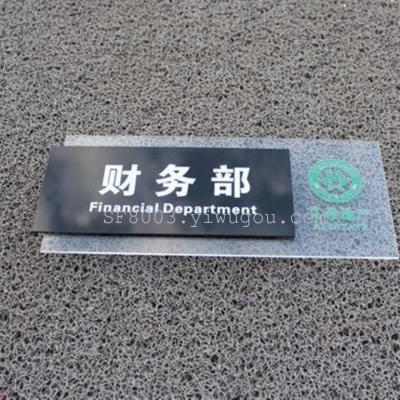 财务部
Financial Department
SF8003.yiwugou.com